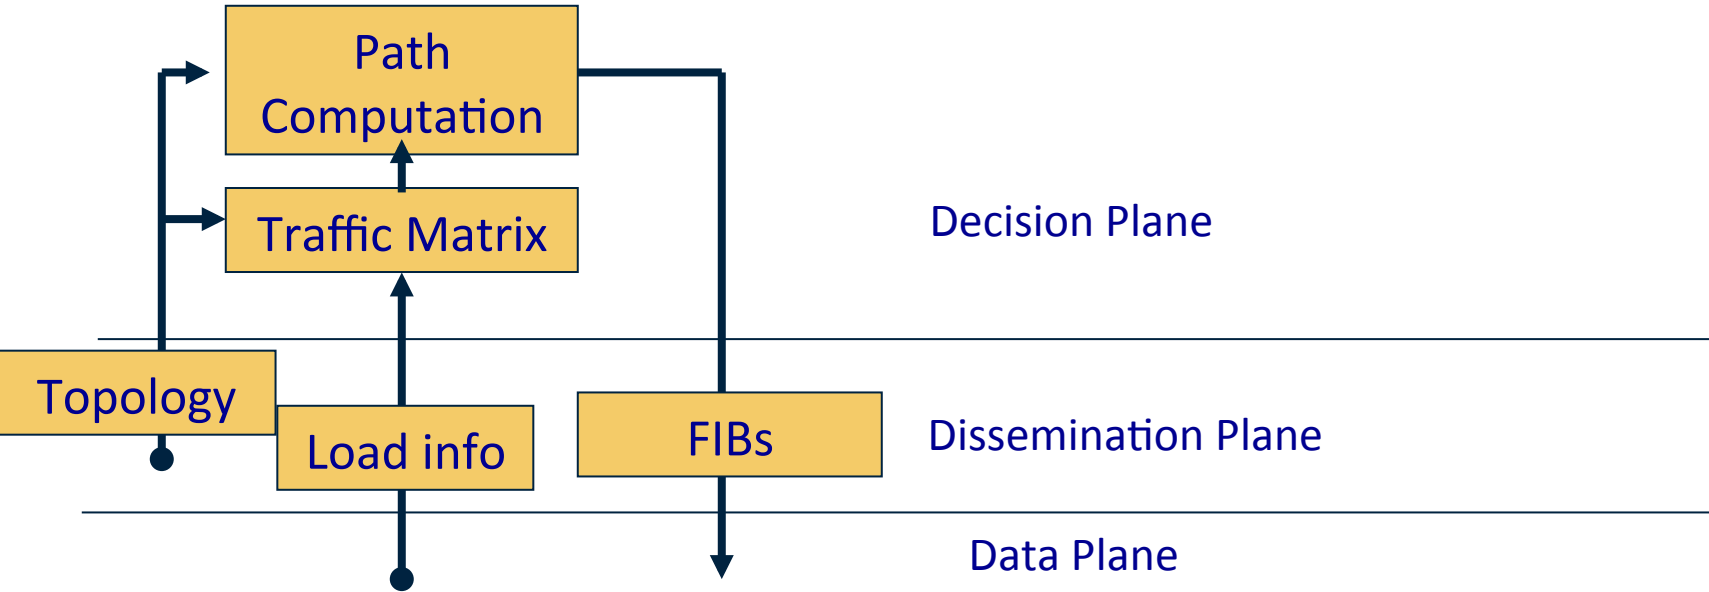 Path
Computation
Traffic Matrix
Decision Plane
Topology
Load info
FIBs
Dissemination Plane
Data Plane